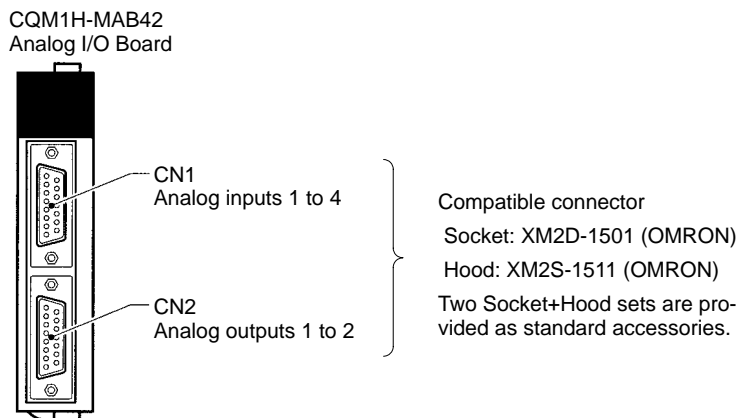 CQM1H-MAB42
Analog I/O Board
CN1
Analog inputs 1 to 4
CN2
Analog outputs 1 to 2
Compatible connector
Socket: XM2D-1501 (OMRON)
Hood: XM2S-1511 (OMRON)
Two Socket+Hood sets are pro-
vided as standard accessories.